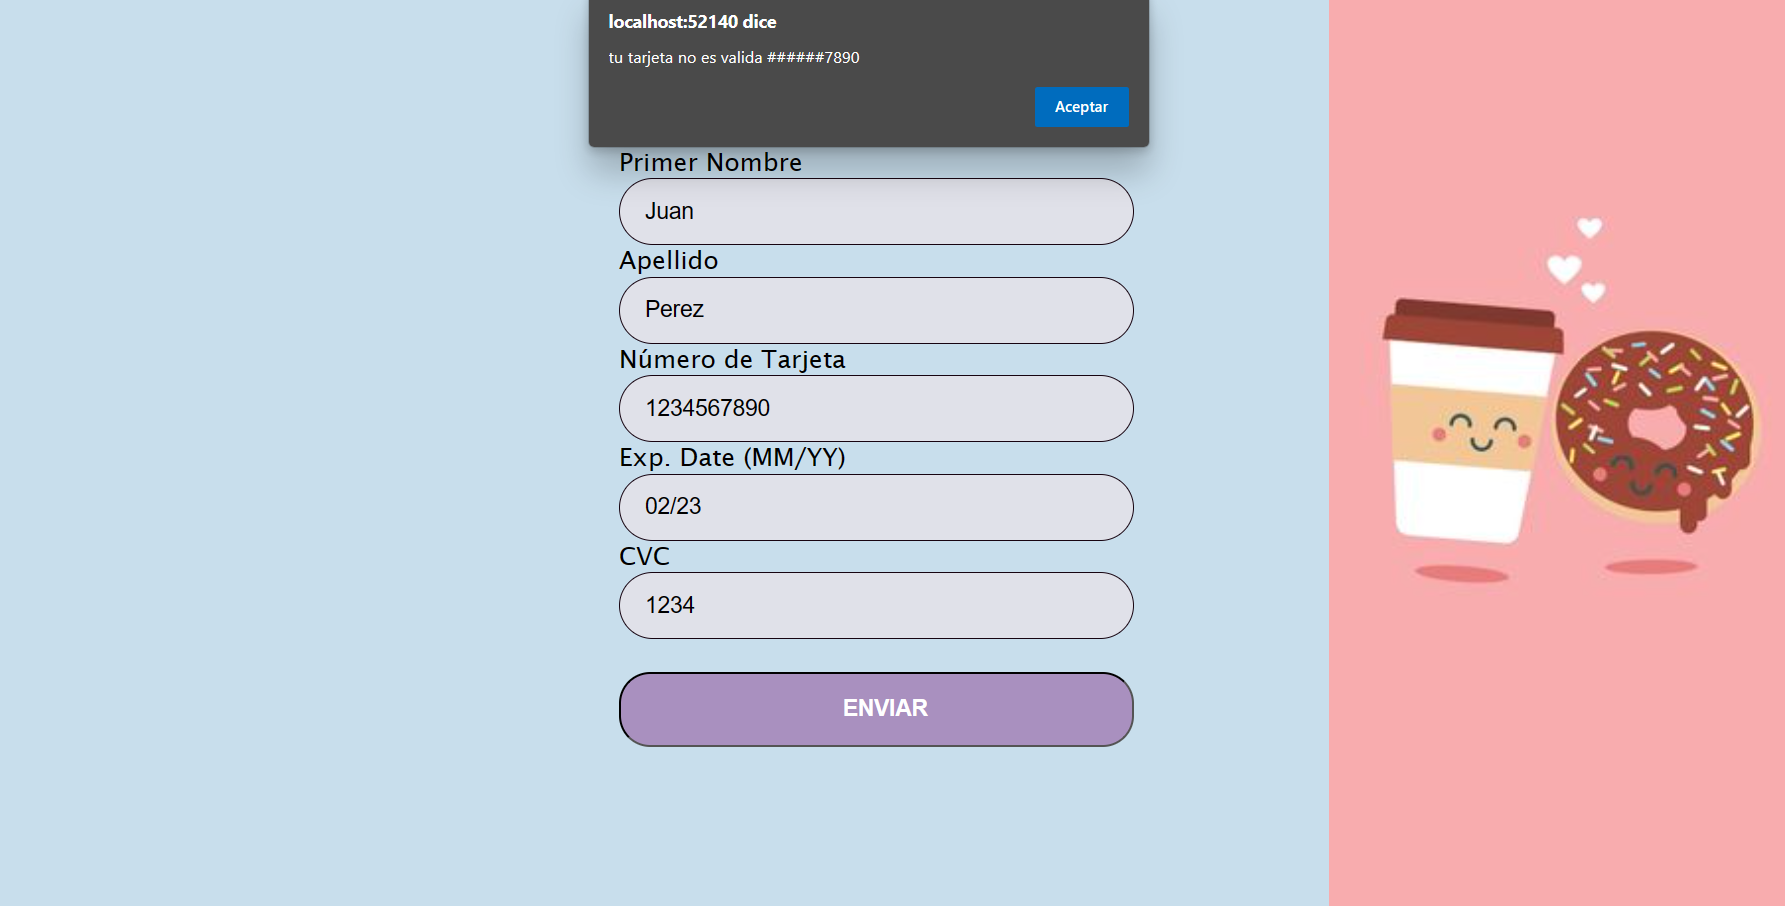 localhost:52140 dice
tu tarjeta no es valida ######7890
Aceptar
Primer Nombre
Juan
Apellido
Perez
Número de Tarjeta
1234567890
Exp. Date (MM/YY)
02/23
CVC
1234
ENVIAR